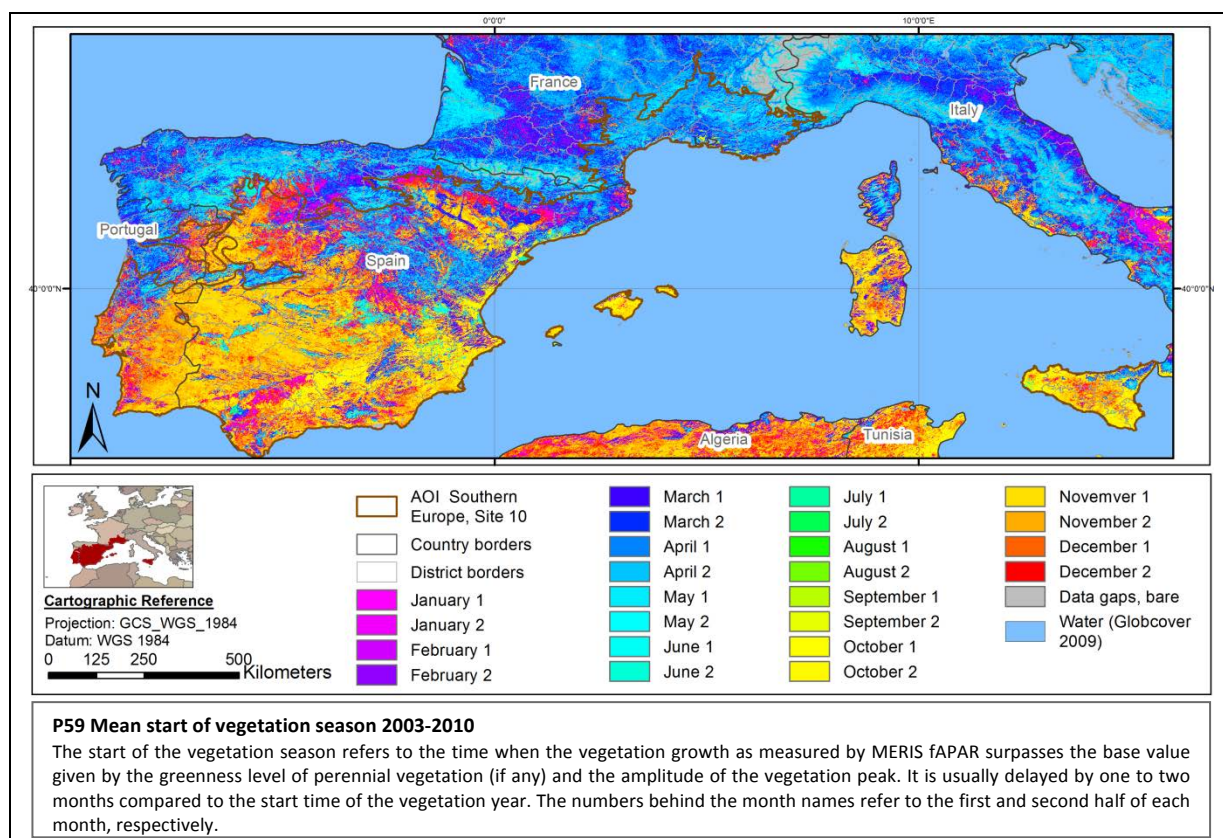 0°0'0"
10°0'0"E
France
Italy
Portugal
Spain
40°0'0"N
40°0'0"N
N
Algeria
Tunisia
Cartographic Reference
Projection: GCS_WGS_1984
Datum: WGS 1984
0 125 250 500
Kilometers
AOI Southern
Europe, Site 10
Country borders
District borders
January 1
January 2
February 1
February 2
March 1
March 2
April 1
April 2
May 1
May 2
June 1
June 2
July 1
July 2
August 1
August 2
September 1
September 2
October 1
October 2
Novemver 1
November 2
December 1
December 2
Data gaps, bare
Water (Globcover
2009)
P59 Mean start of vegetation season 2003-2010
The start of the vegetation season refers to the time when the vegetation growth as measured by MERIS fAPAR surpasses the base value
given by the greenness level of perennial vegetation (if any) and the amplitude of the vegetation peak. It is usually delayed by one to two
months compared to the start time of the vegetation year. The numbers behind the month names refer to the first and second half of each
month, respectively.